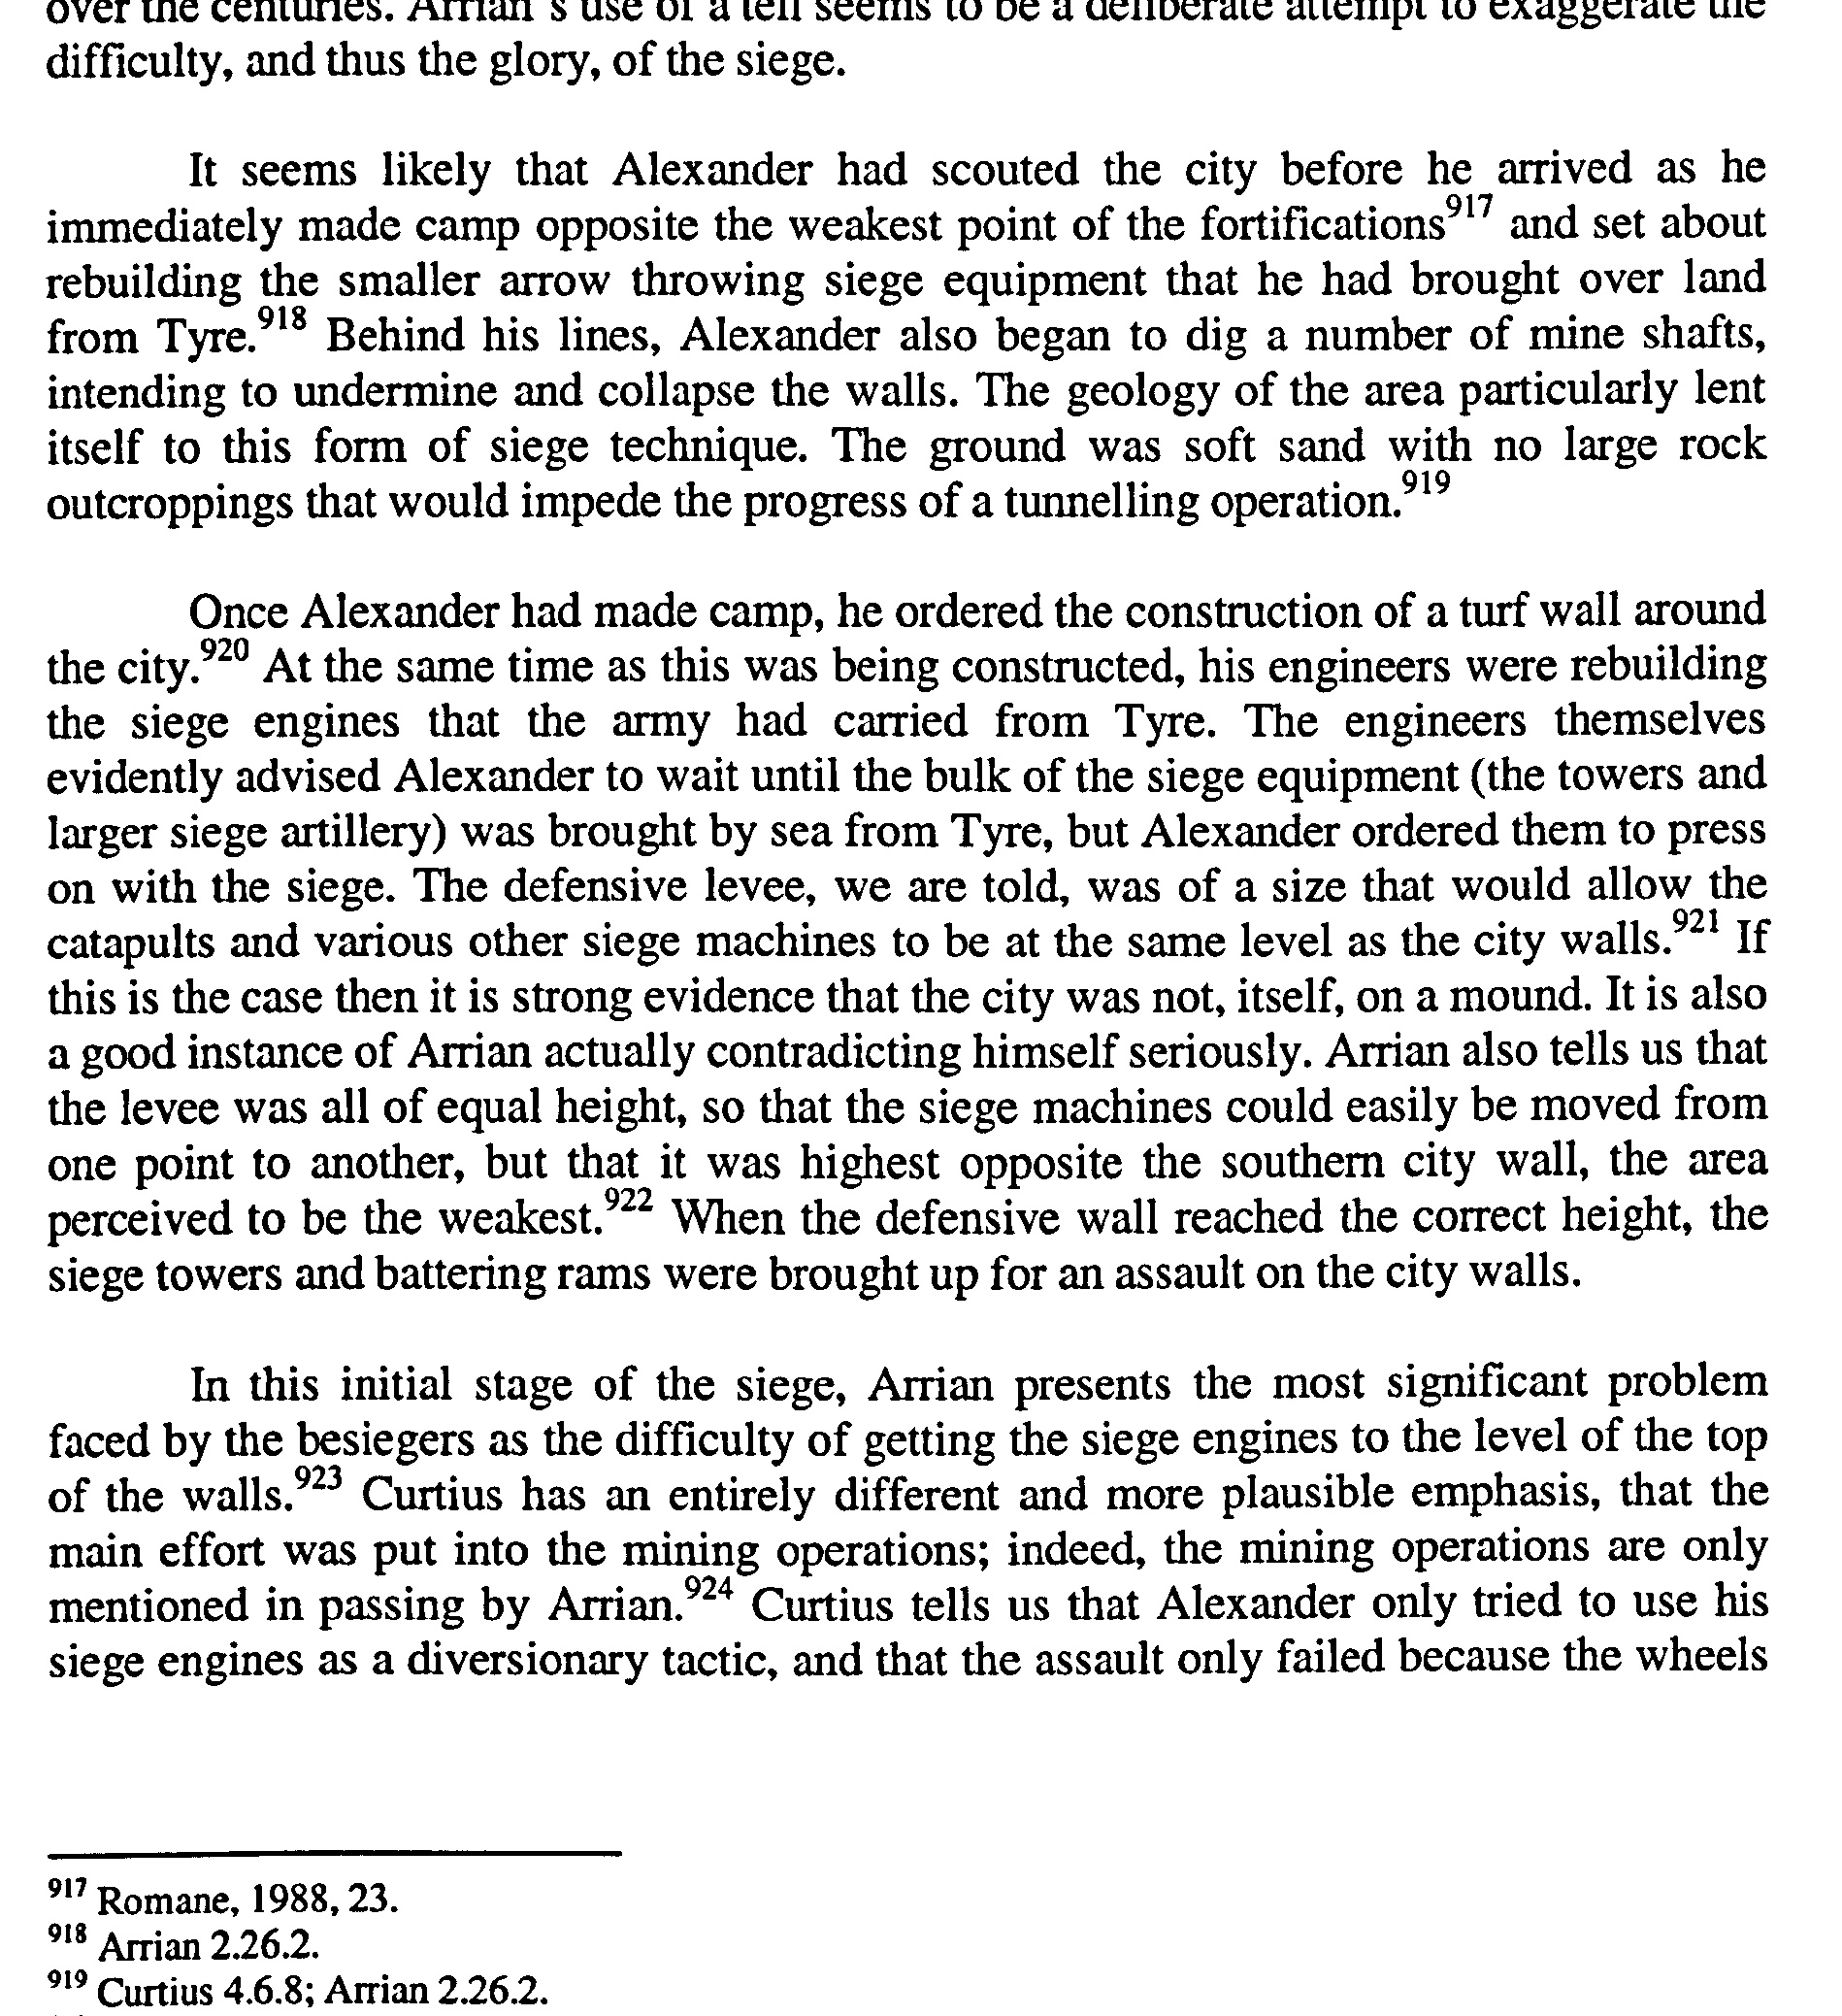 over the centuries. Arrian's use of a tell seems to be a deliberate attempt to exaggerate the
difficulty, and thus the glory, of the siege.
It seems likely that Alexander had scouted the city before he arrived as he
immediately made camp opposite the weakest point of the fortifications917 and set about
rebuilding the smaller arrow throwing siege equipment that he had brought over land
from Tyre.918 Behind his lines, Alexander also began to dig a number of mine shafts,
intending to undermine and collapse the walls. The geology of the area particularly lent
itself to this form of siege technique. The ground was soft sand with no large rock
outcroppings that would impede the progress of a tunnelling operation.919
Once Alexander had made camp, he ordered the construction of a turf wall around
the city.920 At the same time as this was being constructed, his engineers were rebuilding
the siege engines that the army had carried from Tyre. The engineers themselves
evidently advised Alexander to wait until the bulk of the siege equipment (the towers and
larger siege artillery) was brought by sea from Tyre, but Alexander ordered them to press
on with the siege. The defensive levee, we are told, was of a size that would allow the
catapults and various other siege machines to be at the same level as the city walls.921 If
this is the case then it is strong evidence that the city was not, itself, on a mound. It is also
a good instance of Arrian actually contradicting himself seriously. Arrian also tells us that
the levee was all of equal height, so that the siege machines could easily be moved from
one point to another, but that it was highest opposite the southern city wall, the area
perceived to be the weakest.922 When the defensive wall reached the correct height, the
siege towers and battering rams were brought up for an assault on the city walls.
In this initial stage of the siege, Arrian presents the most significant problem
faced by the besiegers as the difficulty of getting the siege engines to the level of the top
of the walls.923 Curtius has an entirely different and more plausible emphasis, that the
main effort was put into the mining operations; indeed, the mining operations are only
mentioned in passing by Arrian.924 Curtius tells us that Alexander only tried to use his
siege engines as a diversionary tactic, and that the assault only failed because the wheels
917 Romane, 1988, 23.
918 Arrian 2.26.2.
919 Curtius 4.6.8; Arrian 2.26.2.